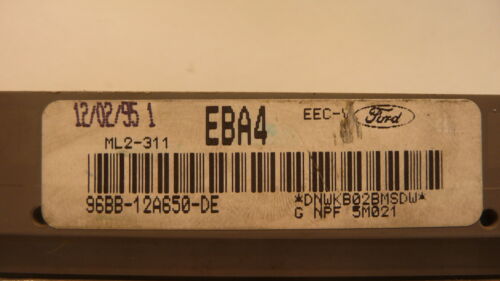 12/02/95 1
EBA4
EEC-V Ford
ML2-311
96BB-12A650-DE
*DNWKB02BMSDW*
G NPF 5M021